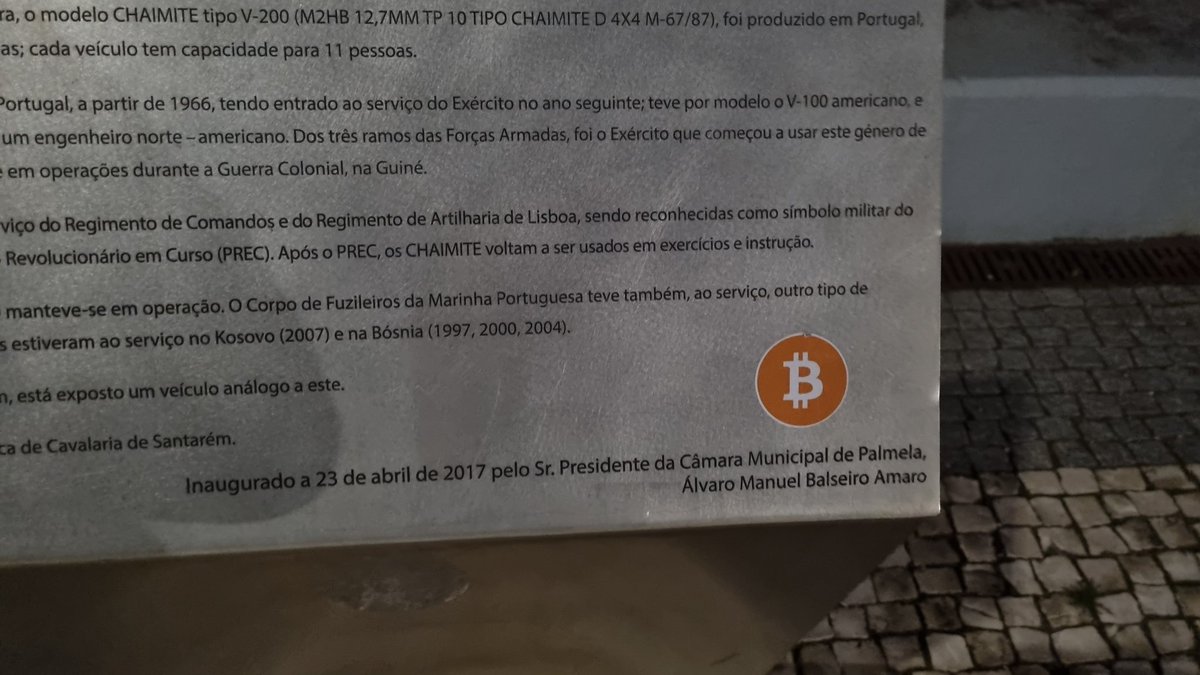 ra, o modelo CHAIMITE tipo V-200 (M2HB 12,7MM TP 10 TIPO CHAIMITE D 4X4 M-67/87), foi produzido em Portugal,
as; cada veículo tem capacidade para 11 pessoas.
Portugal, a partir de 1966, tendo entrado ao serviço do Exército no ano seguinte; teve por modelo o V-100 americano, e
um engenheiro norte – americano. Dos três ramos das Forças Armadas, foi o Exército que começou a usar este género de
e em operações durante a Guerra Colonial, na Guiné.
viço do Regimento de Comandos e do Regimento de Artilharia de Lisboa, sendo reconhecidas como símbolo militar do
Revolucionário em Curso (PREC). Após o PREC, os CHAIMITE voltam a ser usados em exercícios e instrução.
manteve-se em operação. O Corpo de Fuzileiros da Marinha Portuguesa teve também, ao serviço, outro tipo de
s estiveram ao serviço no Kosovo (2007) e na Bósnia (1997, 2000, 2004).
m, está exposto um veículo análogo a este.
ca de Cavalaria de Santarém.
Inaugurado a 23 de abril de 2017 pelo Sr. Presidente da Câmara Municipal de Palmela,
Álvaro Manuel Balseiro Amaro